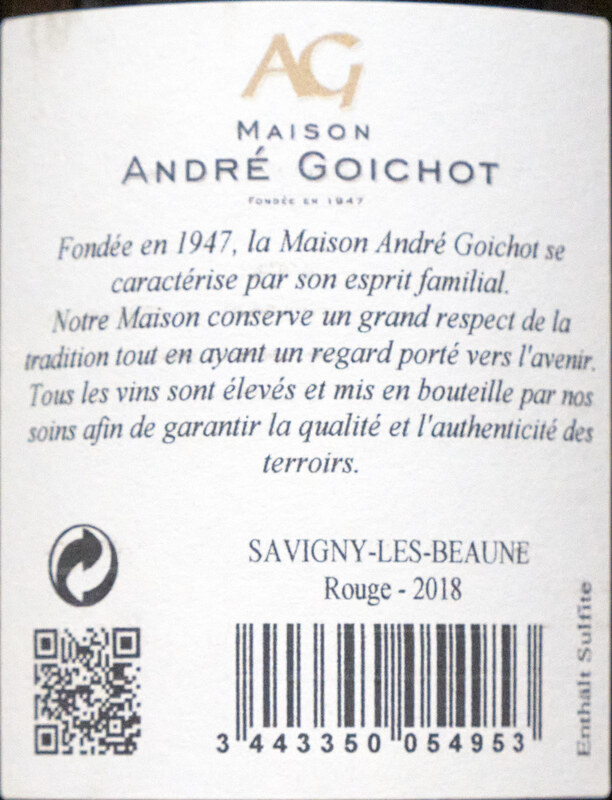 AG
MAISON
ANDRÉ GOICHOT
FONDÉE EN 1947
Fondée en 1947, la Maison André Goichot se
caractérise par son esprit familial.
Notre Maison conserve un grand respect de la
tradition tout en ayant un regard porté vers l'avenir.
Tous les vins sont élevés et mis en bouteille par nos
soins afin de garantir la qualité et l'authenticité des
terroirs.
SAVIGNY-LES-BEAUNE
Rouge - 2018
3 443350 054953
Enthält Sulfite